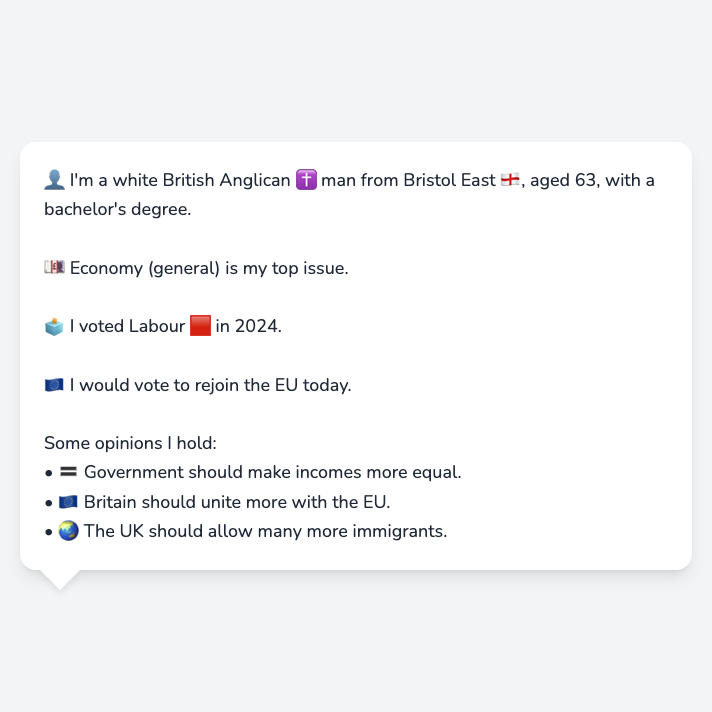 👤 I'm a white British Anglican ✝️ man from Bristol East 🏴󠁧󠁢󠁥󠁮󠁧󠁿, aged 63, with a
bachelor's degree.
💷 Economy (general) is my top issue.
🗳️ I voted Labour 🟥 in 2024.
🇪🇺 I would vote to rejoin the EU today.
Some opinions I hold:
• 🟰 Government should make incomes more equal.
• 🇪🇺 Britain should unite more with the EU.
• 🌏 The UK should allow many more immigrants.